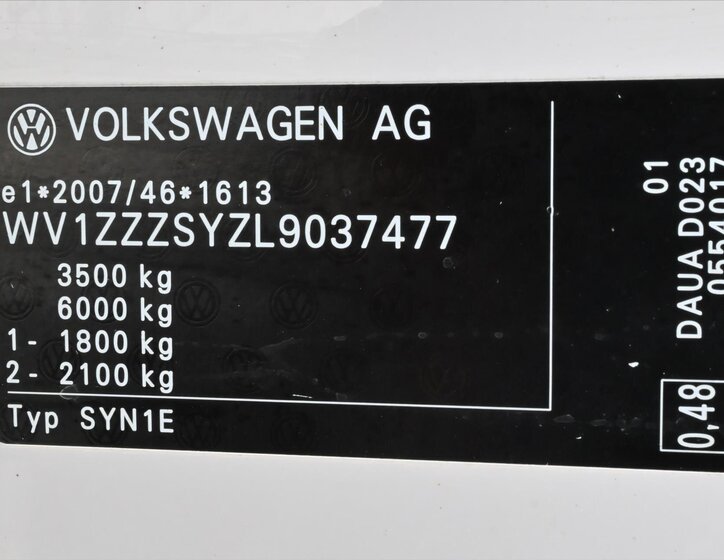 VOLKSWAGEN AG
e1*2007/46*1613
WV1ZZZSYZL9037477
3500 kg
6000 kg
1- 1800 kg
2- 2100 kg
Typ SYN1E
01
DAUA D023
0554017
0,48